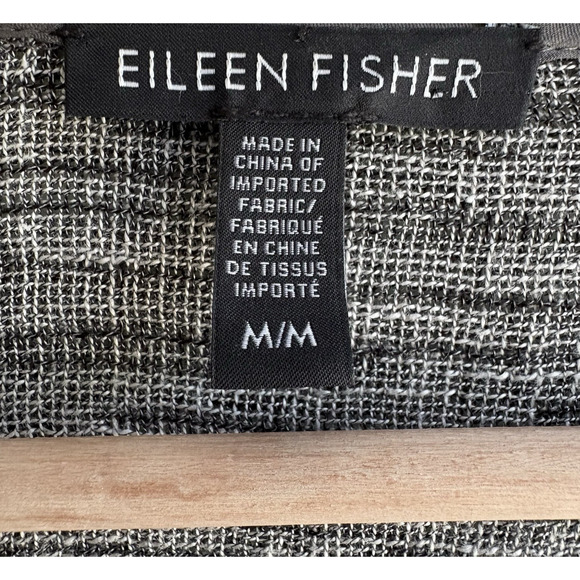 EILEEN FISHER
MADE IN
CHINA OF
IMPORTED
FABRIC/
FABRIQUÉ
EN CHINE
DE TISSUS
IMPORTÉ
M/M